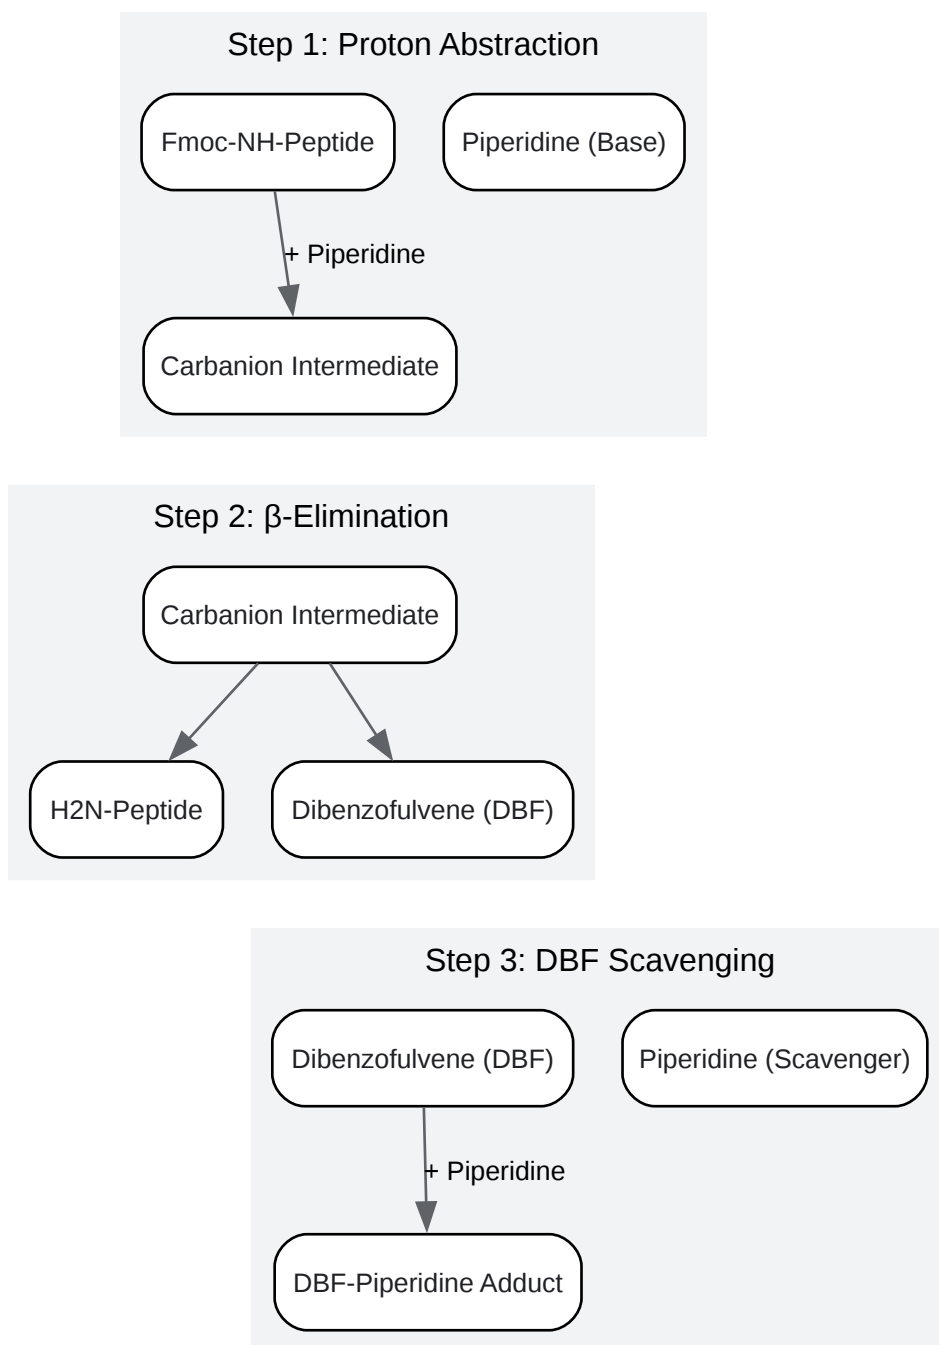 Step 1: Proton Abstraction
Fmoc-NH-Peptide
Piperidine (Base)
+ Piperidine
Carbanion Intermediate
Step 2: β-Elimination
Carbanion Intermediate
H2N-Peptide
Dibenzofulvene (DBF)
Step 3: DBF Scavenging
Dibenzofulvene (DBF)
Piperidine (Scavenger)
+ Piperidine
DBF-Piperidine Adduct